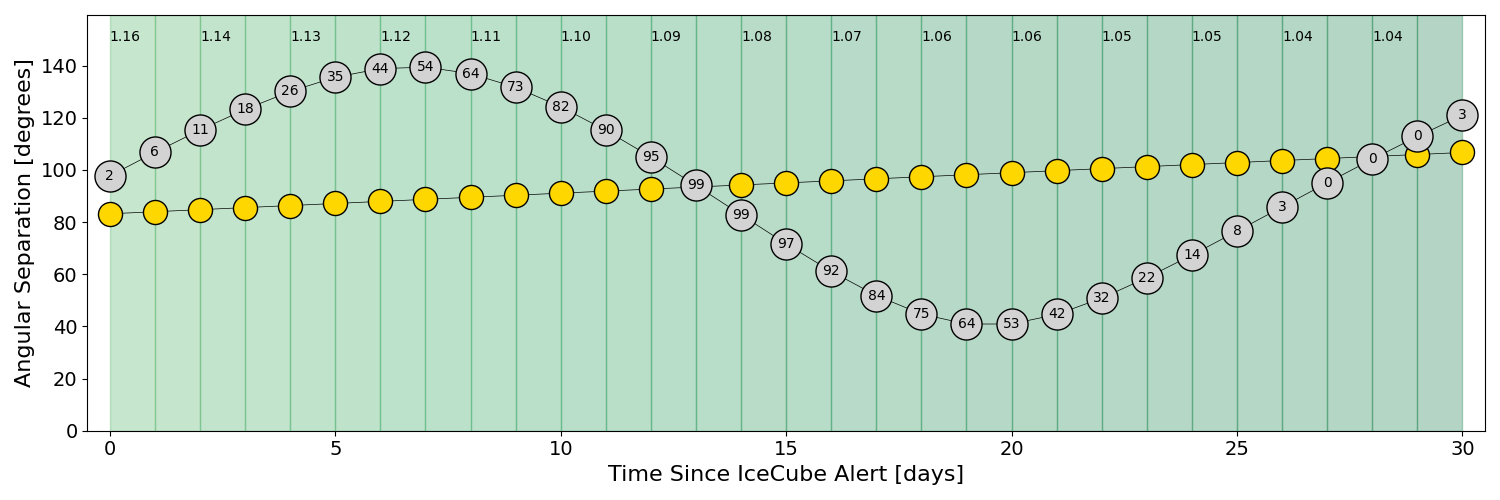 1.16 1.14 1.13 1.12 1.11 1.10 1.09 1.08 1.07 1.06 1.06 1.05 1.05 1.04 1.04
2 6 11 18 26 35 44 54 64 73 82 90 95 99 99 97 92 84 75 64 53 42 32 22 14 8 3 0 0 0 3
140
120
100
80
60
40
20
0
Angular Separation [degrees]
0 5 10 15 20 25 30
Time Since IceCube Alert [days]